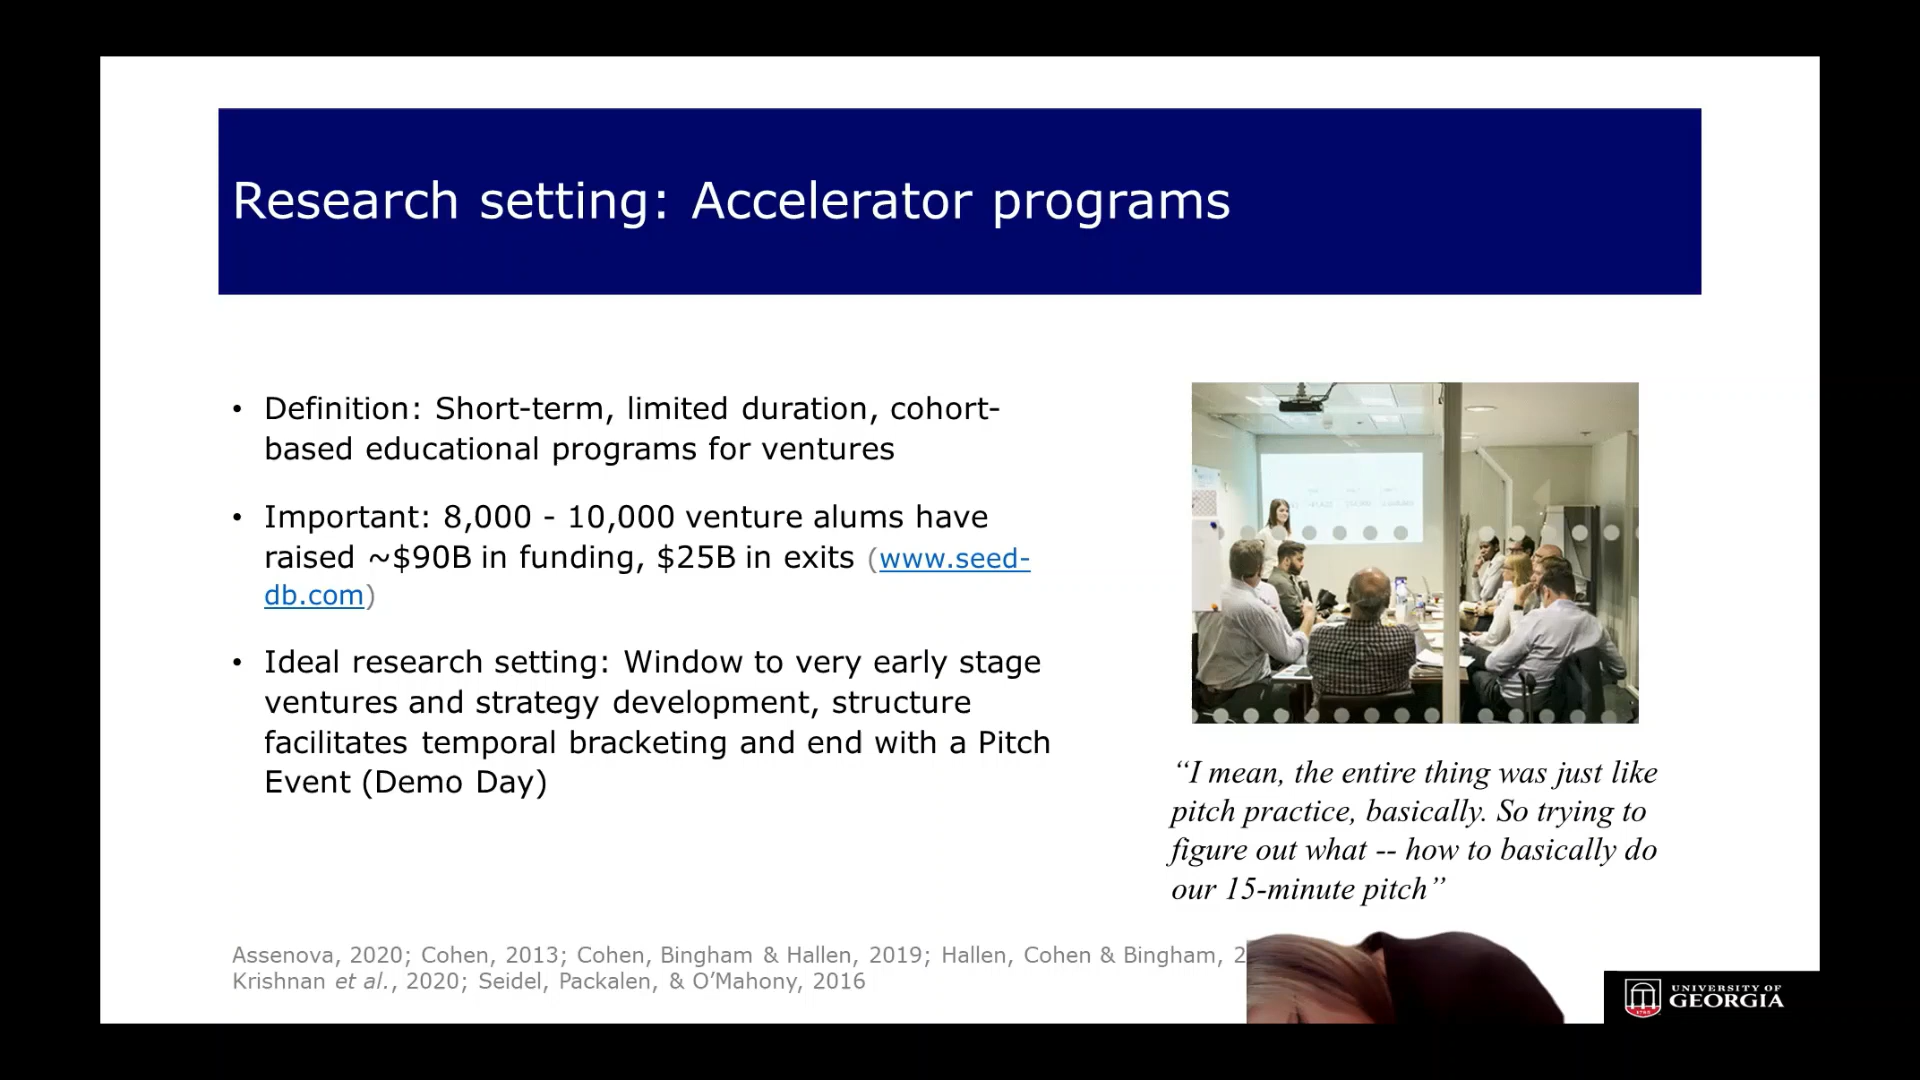 Research setting: Accelerator programs
• Definition: Short-term, limited duration, cohort-
based educational programs for ventures
• Important: 8,000 - 10,000 venture alums have
raised ~$90B in funding, $25B in exits (www.seed-
db.com)
• Ideal research setting: Window to very early stage
ventures and strategy development, structure
facilitates temporal bracketing and end with a Pitch
Event (Demo Day)
“I mean, the entire thing was just like
pitch practice, basically. So trying to
figure out what -- how to basically do
our 15-minute pitch”
Assenova, 2020; Cohen, 2013; Cohen, Bingham & Hallen, 2019; Hallen, Cohen & Bingham, 2
Krishnan et al., 2020; Seidel, Packalen, & O’Mahony, 2016
UNIVERSITY OF
GEORGIA